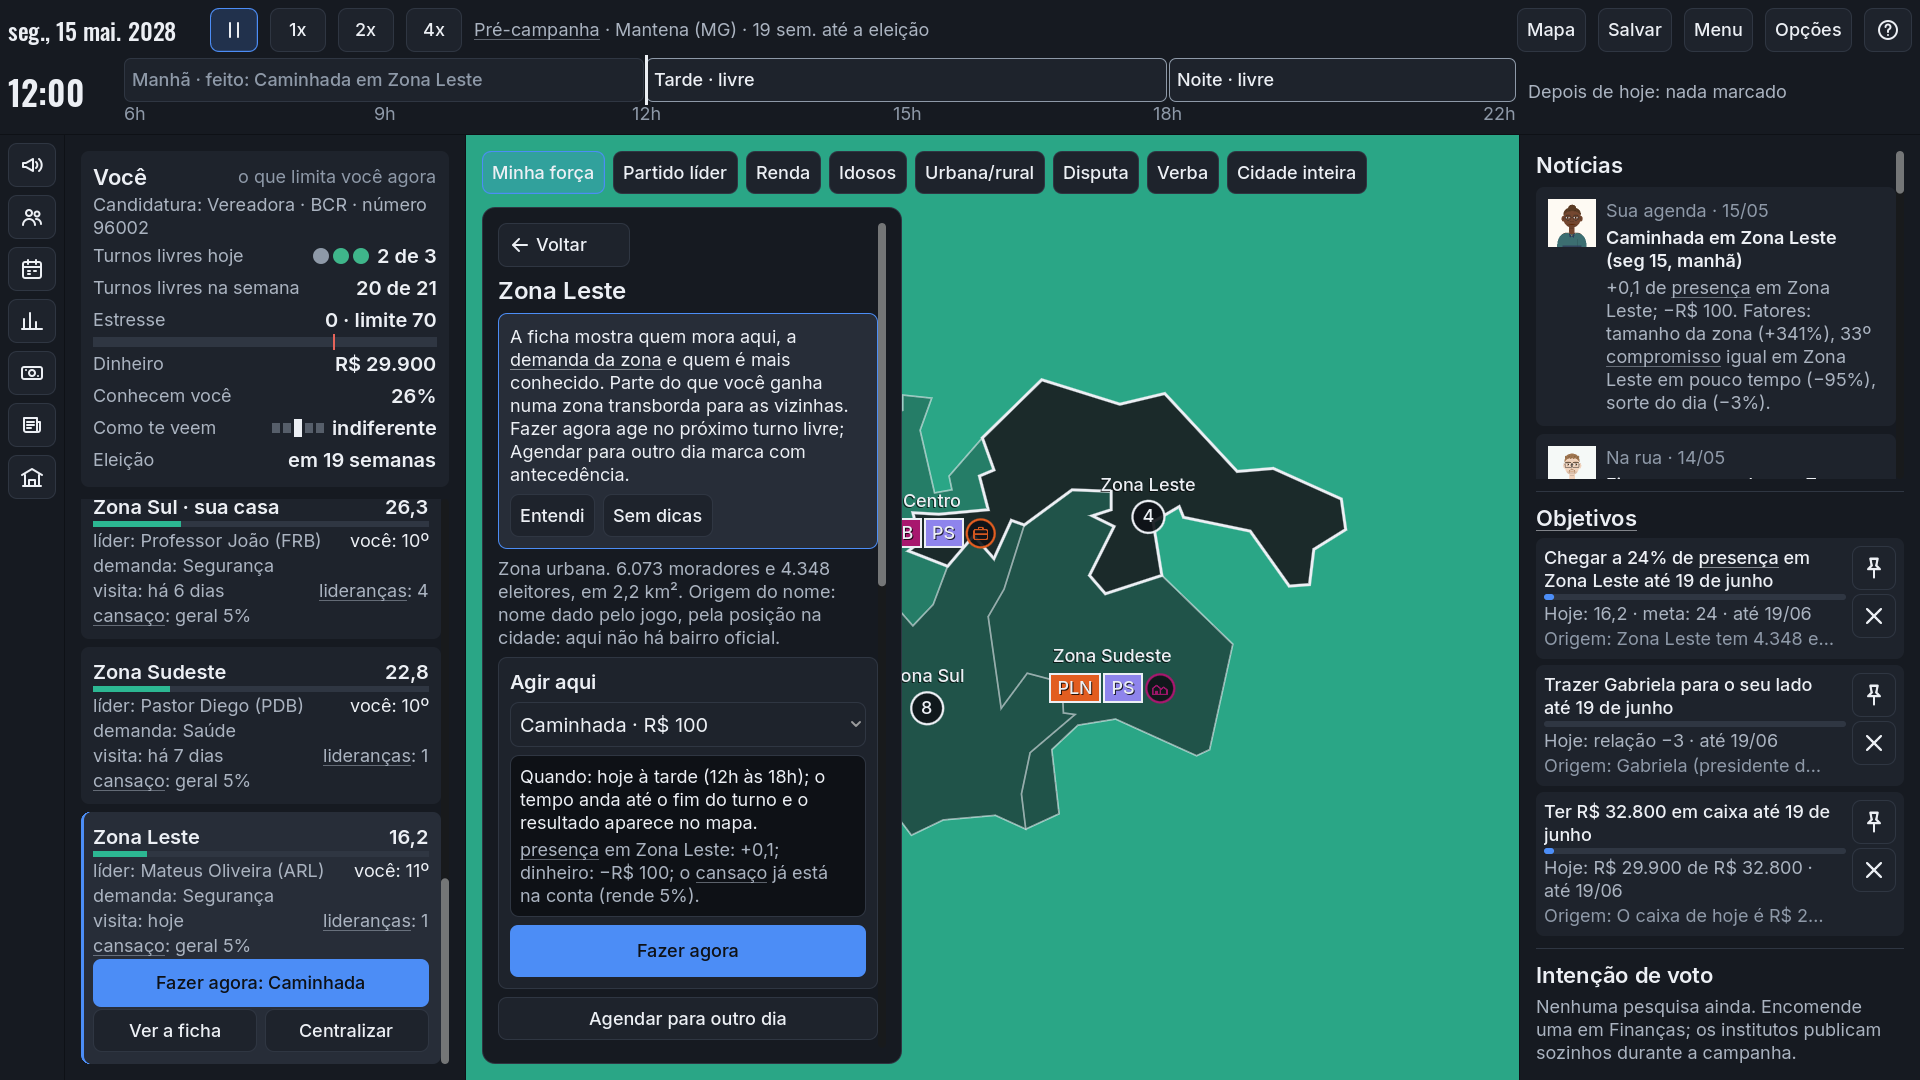 seg., 15 mai. 2028
1x
2x
4x
Pré-campanha · Mantena (MG) · 19 sem. até a eleição
Mapa
Salvar
Menu
Opções
12:00
Manhã · feito: Caminhada em Zona Leste
Tarde · livre
Noite · livre
6h
9h
12h
15h
18h
22h
Depois de hoje: nada marcado
Você
o que limita você agora
Candidatura: Vereadora · BCR · número
96002
Turnos livres hoje
2 de 3
Turnos livres na semana
20 de 21
Estresse
0 · limite 70
Dinheiro
R$ 29.900
Conhecem você
26%
Como te veem
indiferente
Eleição
em 19 semanas
Zona Sul · sua casa
26,3
líder: Professor João (FRB)
você: 10º
demanda: Segurança
visita: há 6 dias
lideranças: 4
cansaço: geral 5%
Zona Sudeste
22,8
líder: Pastor Diego (PDB)
você: 10º
demanda: Saúde
visita: há 7 dias
lideranças: 1
cansaço: geral 5%
Zona Leste
16,2
líder: Mateus Oliveira (ARL)
você: 11º
demanda: Segurança
visita: hoje
lideranças: 1
cansaço: geral 5%
Fazer agora: Caminhada
Ver a ficha
Centralizar
Minha força
Partido líder
Renda
Idosos
Urbana/rural
Disputa
Verba
Cidade inteira
Voltar
Zona Leste
A ficha mostra quem mora aqui, a
demanda da zona e quem é mais
conhecido. Parte do que você ganha
numa zona transborda para as vizinhas.
Fazer agora age no próximo turno livre;
Agendar para outro dia marca com
antecedência.
Entendi
Sem dicas
Zona urbana. 6.073 moradores e 4.348
eleitores, em 2,2 km². Origem do nome:
nome dado pelo jogo, pela posição na
cidade: aqui não há bairro oficial.
Agir aqui
Caminhada · R$ 100
Quando: hoje à tarde (12h às 18h); o
tempo anda até o fim do turno e o
resultado aparece no mapa.
presença em Zona Leste: +0,1;
dinheiro: −R$ 100; o cansaço já está
na conta (rende 5%).
Fazer agora
Agendar para outro dia
Centro
B
PS
Zona Leste
4
ona Sul
8
Zona Sudeste
PLN
PS
Notícias
Sua agenda · 15/05
Caminhada em Zona Leste
(seg 15, manhã)
+0,1 de presença em Zona
Leste; −R$ 100. Fatores:
tamanho da zona (+341%), 33º
compromisso igual em Zona
Leste em pouco tempo (−95%),
sorte do dia (−3%).
Na rua · 14/05
Objetivos
Chegar a 24% de presença em
Zona Leste até 19 de junho
Hoje: 16,2 · meta: 24 · até 19/06
Origem: Zona Leste tem 4.348 e...
Trazer Gabriela para o seu lado
até 19 de junho
Hoje: relação −3 · até 19/06
Origem: Gabriela (presidente d...
Ter R$ 32.800 em caixa até 19 de
junho
Hoje: R$ 29.900 de R$ 32.800 ·
até 19/06
Origem: O caixa de hoje é R$ 2...
Intenção de voto
Nenhuma pesquisa ainda. Encomende
uma em Finanças; os institutos publicam
sozinhos durante a campanha.